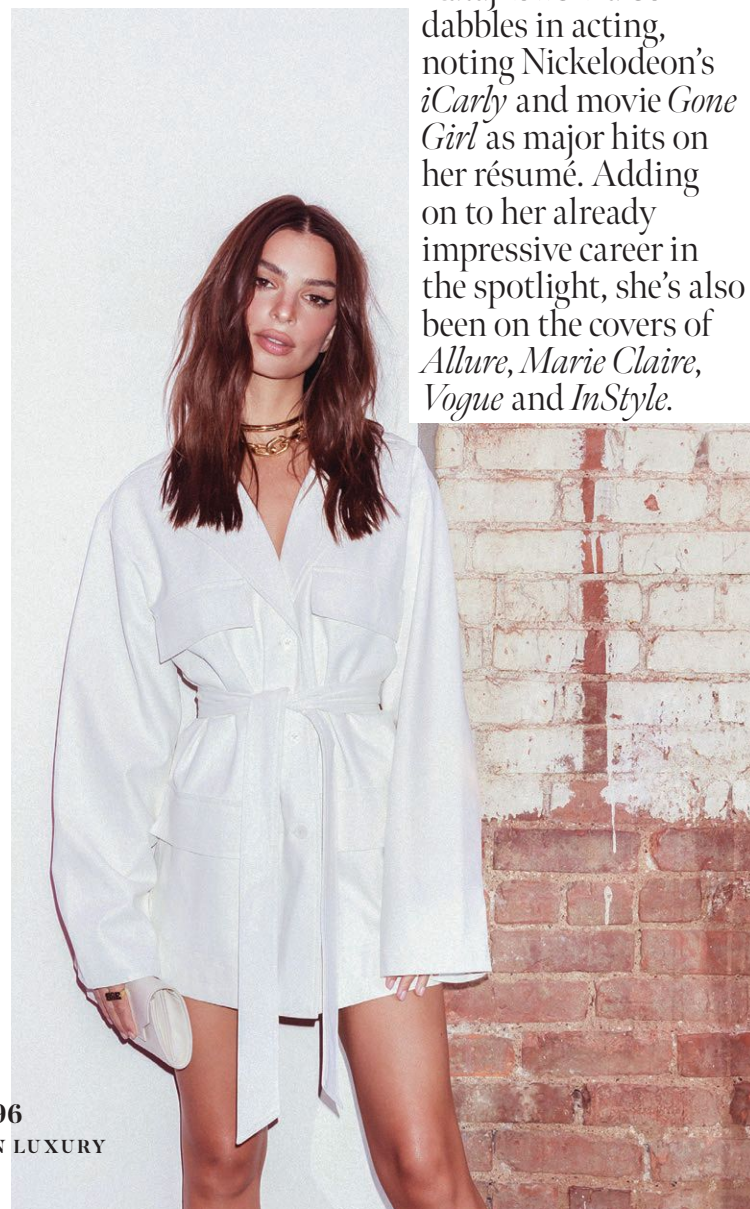 dabbles in acting,
noting Nickelodeon’s
iCarly and movie Gone
Girl as major hits on
her résumé. Adding
on to her already
impressive career in
the spotlight, she’s also
been on the covers of
Allure, Marie Claire,
Vogue and InStyle.
96
LUXURY